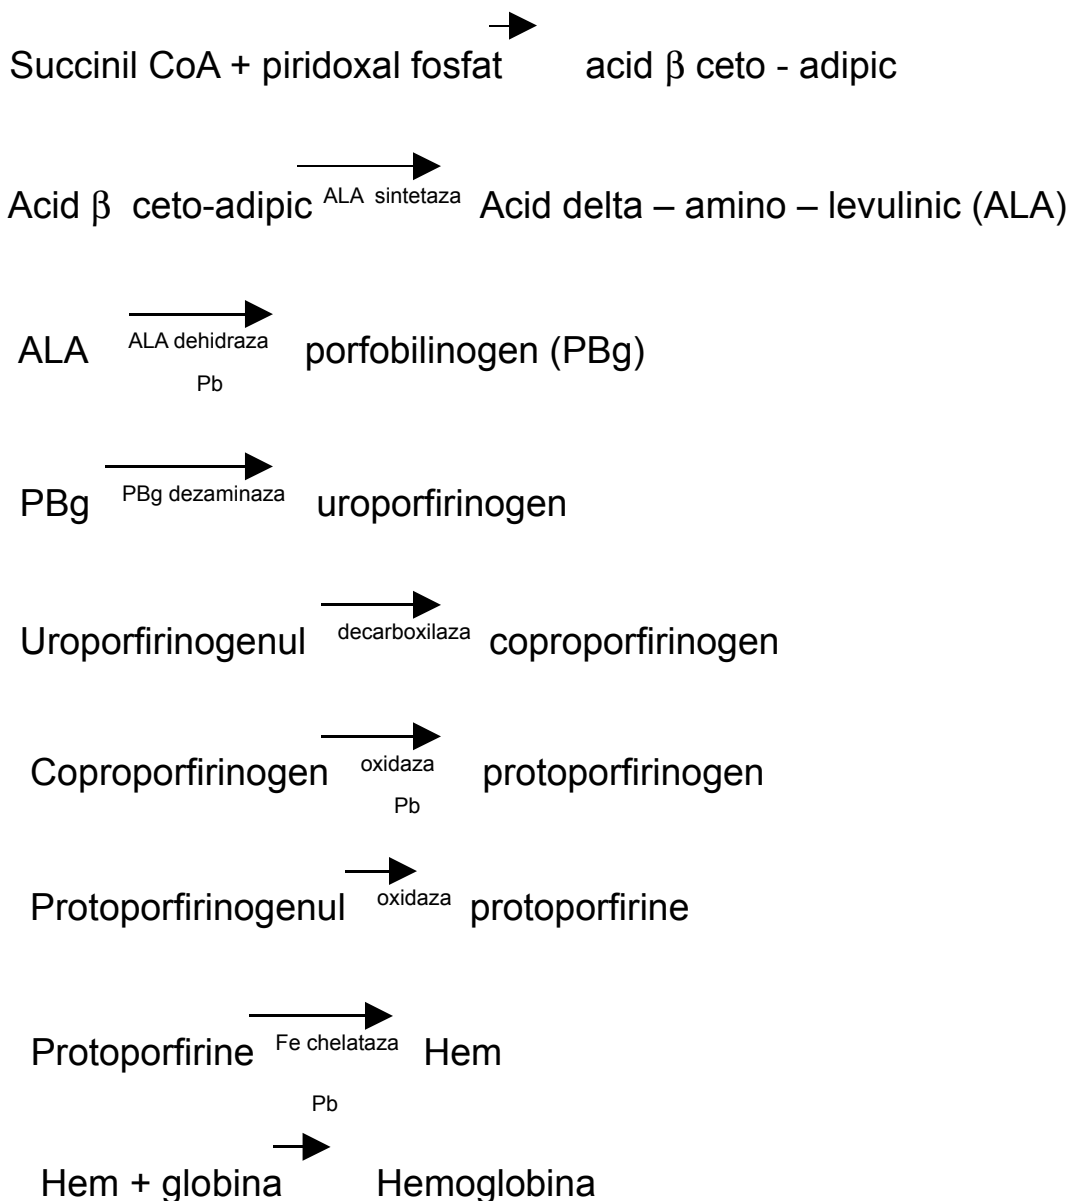 Succinil CoA + piridoxal fosfat acid β ceto - adipic
Acid β ceto-adipic ALA sintetaza Acid delta – amino – levulinic (ALA)
ALA ALA dehidraza porfobilinogen (PBg)
Pb
PBg PBg dezaminaza uroporfirinogen
Uroporfirinogenul decarboxilaza coproporfirinogen
Coproporfirinogen oxidaza protoporfirinogen
Pb
Protoporfirinogenul oxidaza protoporfirine
Protoporfirine Fe chelataza Hem
Pb
Hem + globina Hemoglobina